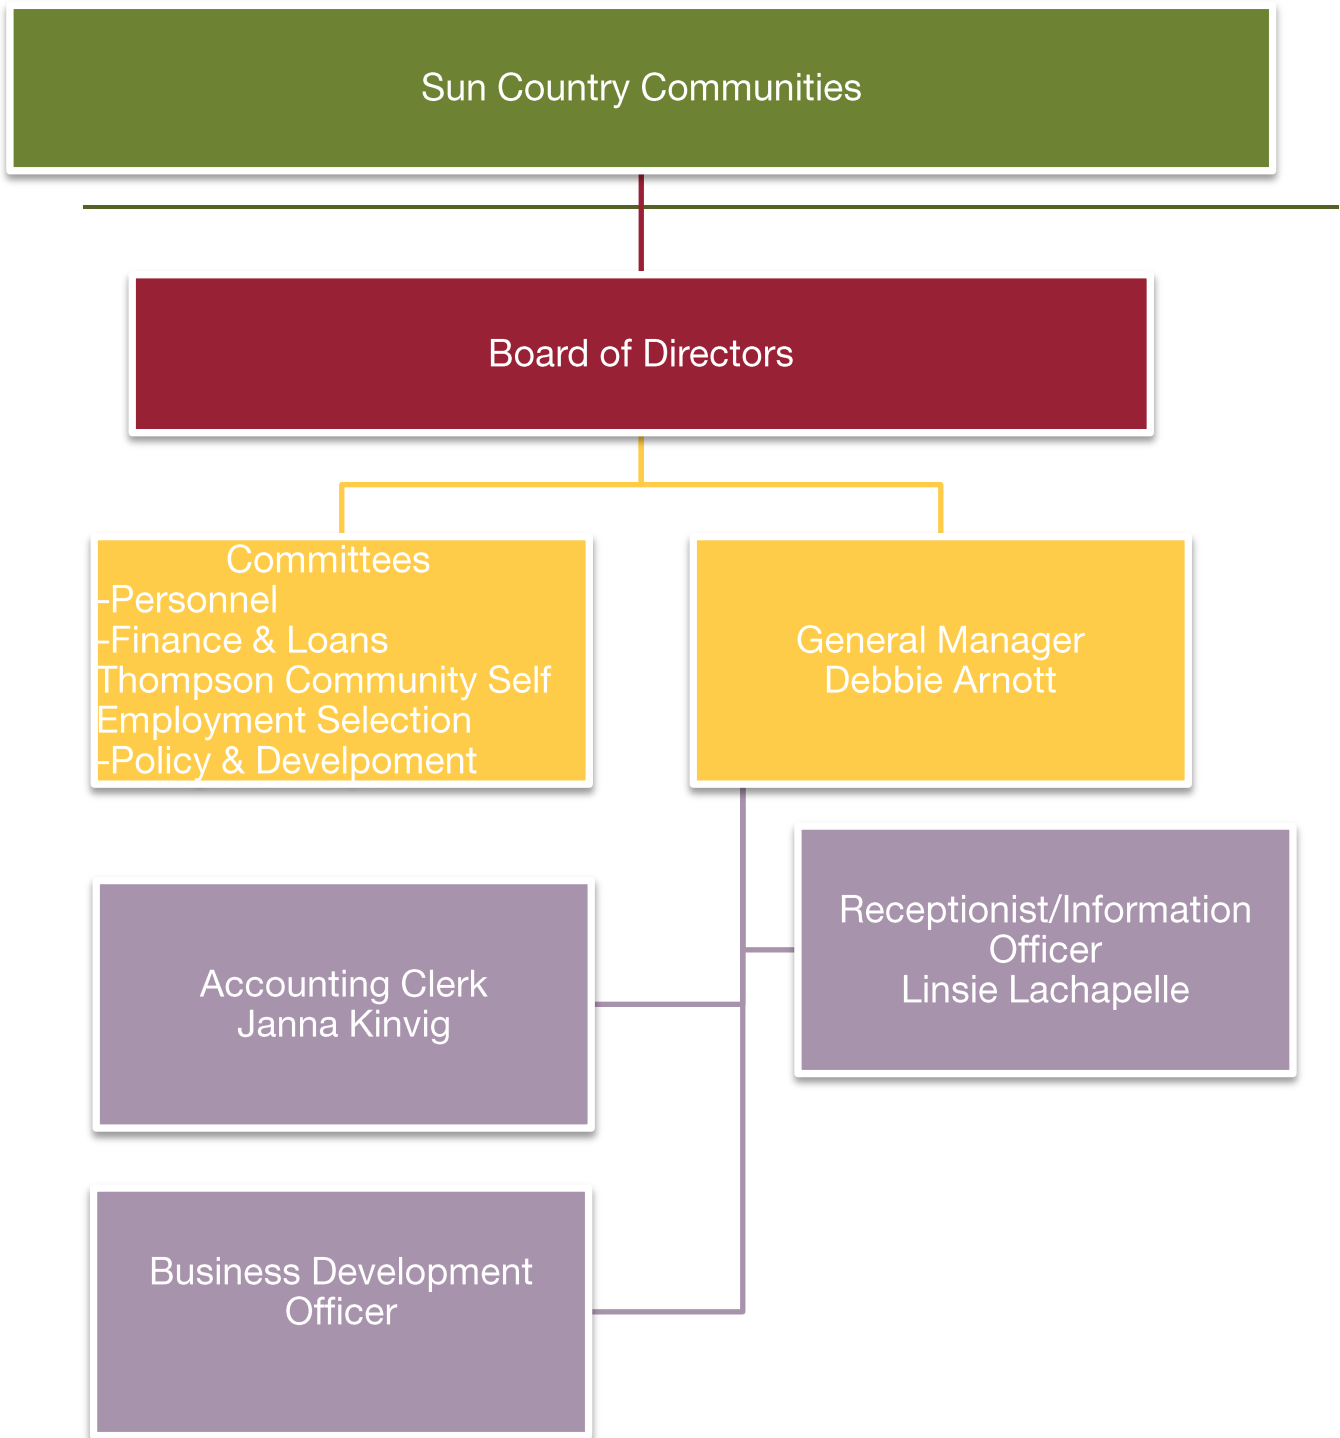 Sun Country Communities
Board of Directors
Committees
-Personnel
-Finance & Loans
Thompson Community Self
Employment Selection
-Policy & Develpoment
General Manager
Debbie Arnott
Receptionist/Information
Officer
Linsie Lachapelle
Accounting Clerk
Janna Kinvig
Business Development
Officer